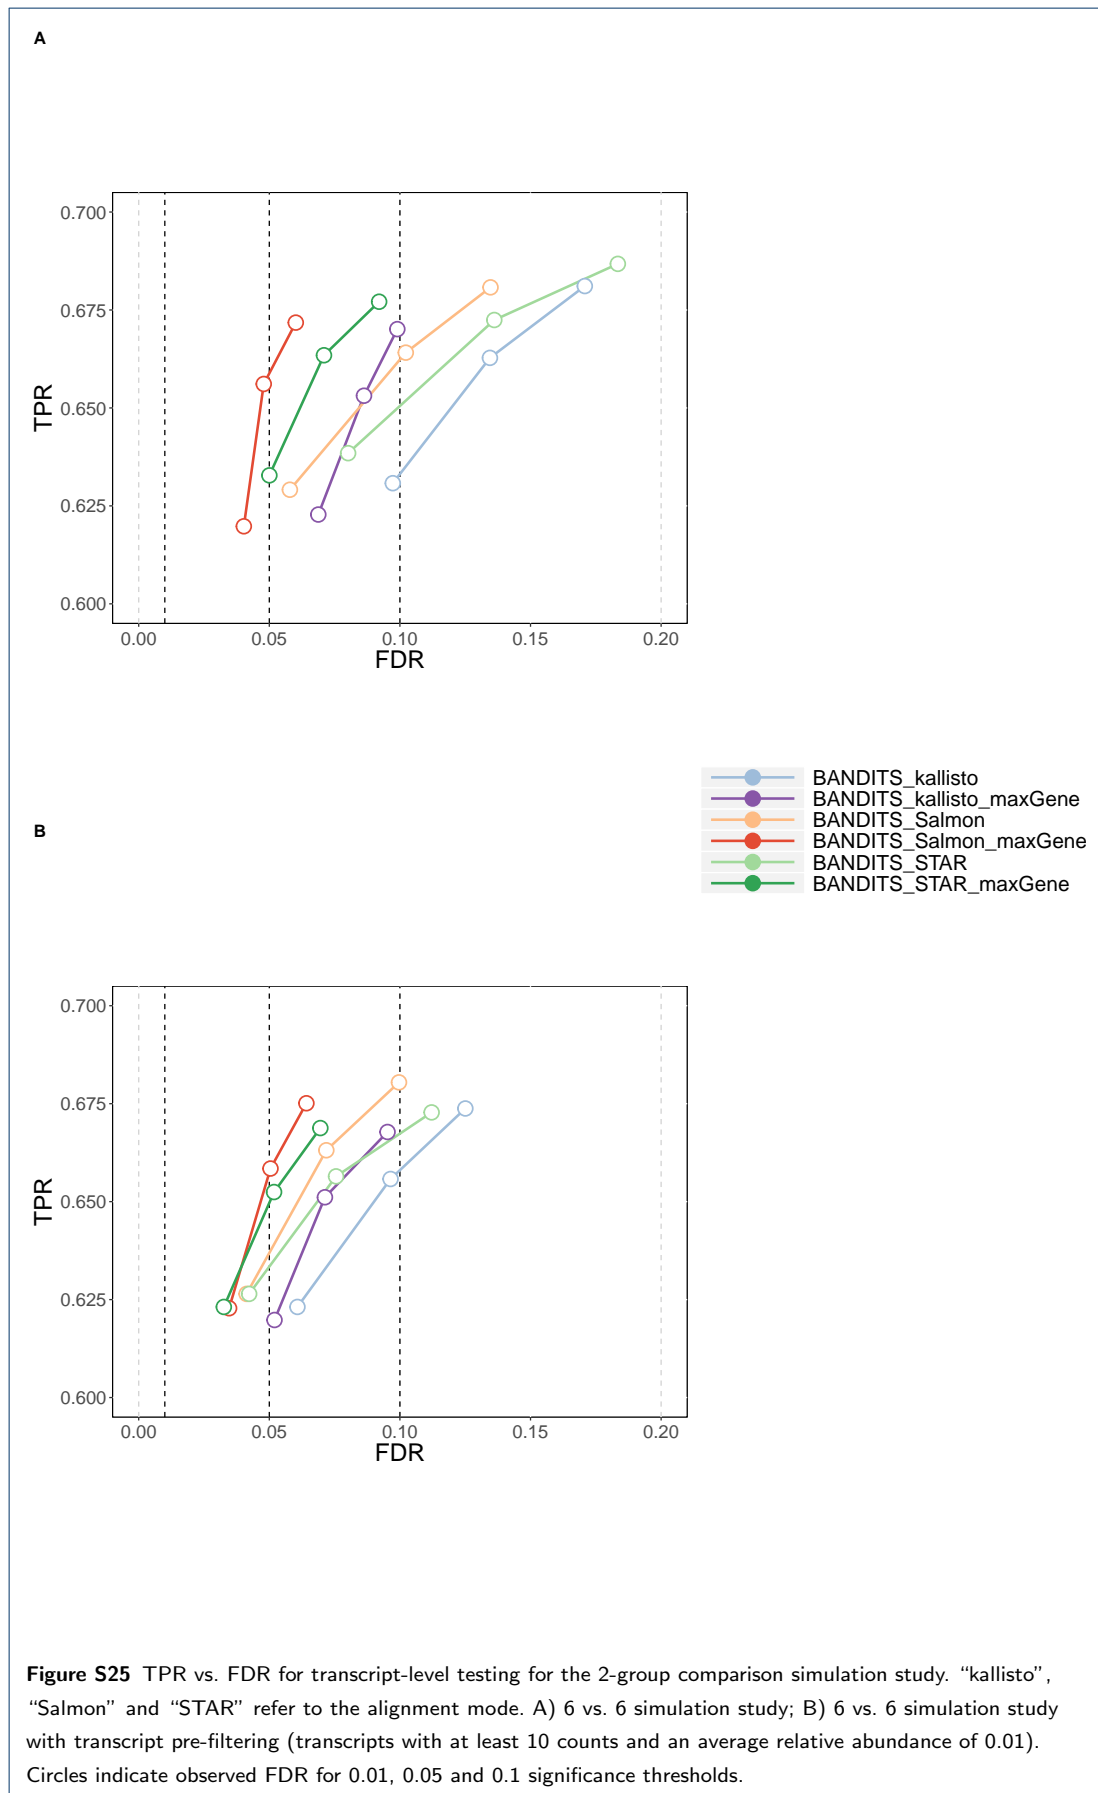 A
0.700
0.675
0.650
0.625
0.600
TPR
0.00 0.05 0.10 0.15 0.20
FDR
BANDITS_kallisto
BANDITS_kallisto_maxGene
BANDITS_Salmon
BANDITS_Salmon_maxGene
BANDITS_STAR
BANDITS_STAR_maxGene
B
0.700
0.675
0.650
0.625
0.600
TPR
0.00 0.05 0.10 0.15 0.20
FDR
Figure S25 TPR vs. FDR for transcript-level testing for the 2-group comparison simulation study. “kallisto”,
“Salmon” and “STAR” refer to the alignment mode. A) 6 vs. 6 simulation study; B) 6 vs. 6 simulation study
with transcript pre-filtering (transcripts with at least 10 counts and an average relative abundance of 0.01).
Circles indicate observed FDR for 0.01, 0.05 and 0.1 significance thresholds.